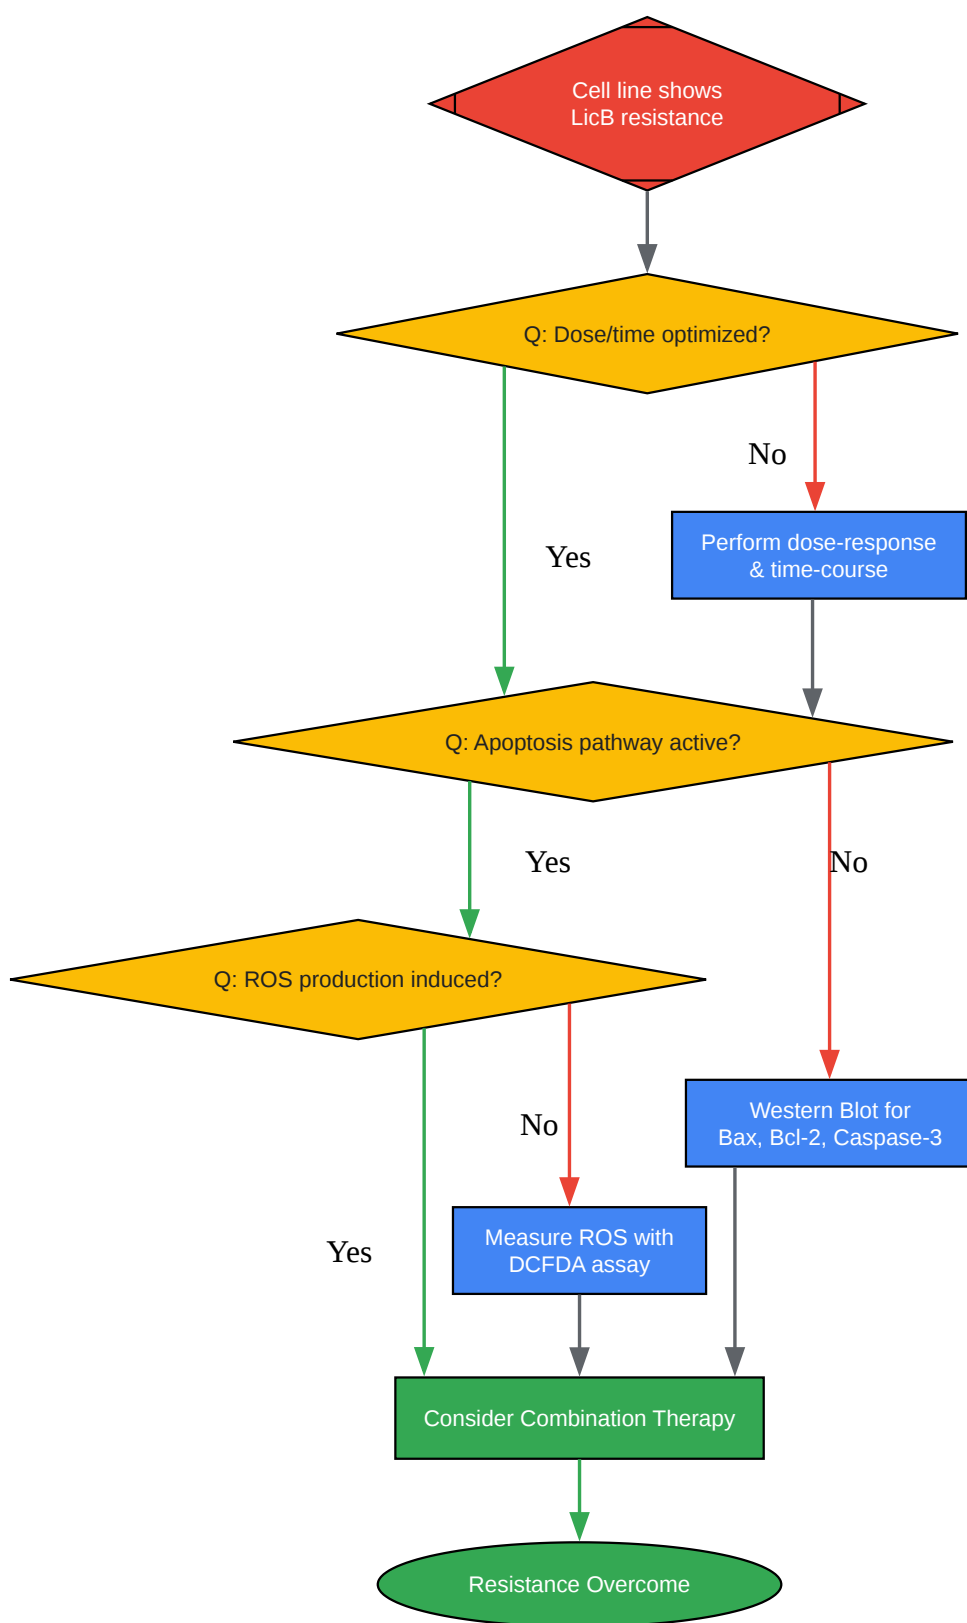 Cell line shows
LicB resistance
Q: Dose/time optimized?
No
Perform dose-response
& time-course
Yes
Q: Apoptosis pathway active?
Yes
No
Q: ROS production induced?
No
Western Blot for
Bax, Bcl-2, Caspase-3
Yes
Measure ROS with
DCFDA assay
Consider Combination Therapy
Resistance Overcome